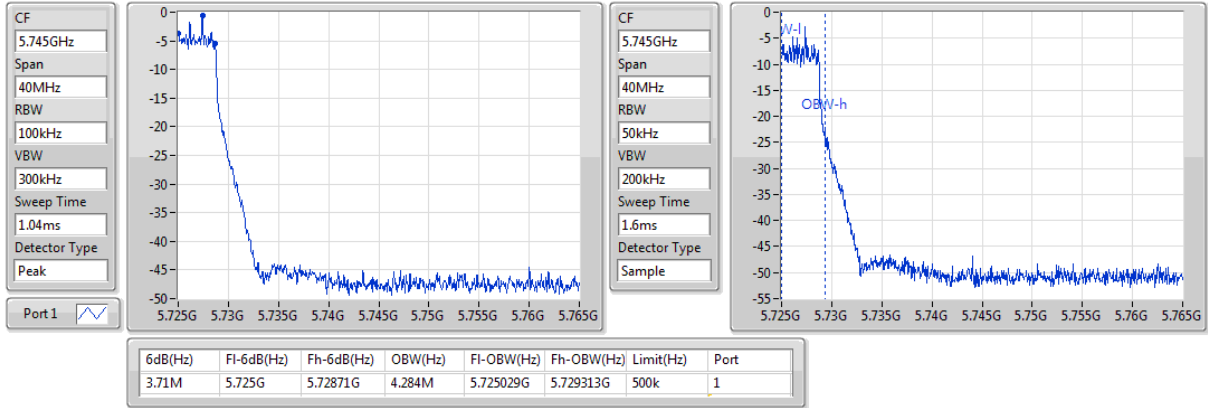 CF
5.745GHz
Span
40MHz
RBW
100kHz
VBW
300kHz
Sweep Time
1.04ms
Detector Type
Peak
Port 1
0
-5
-10
-15
-20
-25
-30
-35
-40
-45
-50
5.725G 5.73G 5.735G 5.74G 5.745G 5.75G 5.755G 5.76G 5.765G
CF
5.745GHz
Span
40MHz
RBW
50kHz
VBW
200kHz
Sweep Time
1.6ms
Detector Type
Sample
0
-5
-10
-15
-20
-25
-30
-35
-40
-45
-50
-55
W-l
OBW-h
5.725G 5.73G 5.735G 5.74G 5.745G 5.75G 5.755G 5.76G 5.765G
6dB(Hz) Fl-6dB(Hz) Fh-6dB(Hz) OBW(Hz) Fl-OBW(Hz) Fh-OBW(Hz) Limit(Hz) Port
3.71M 5.725G 5.72871G 4.284M 5.725029G 5.729313G 500k 1